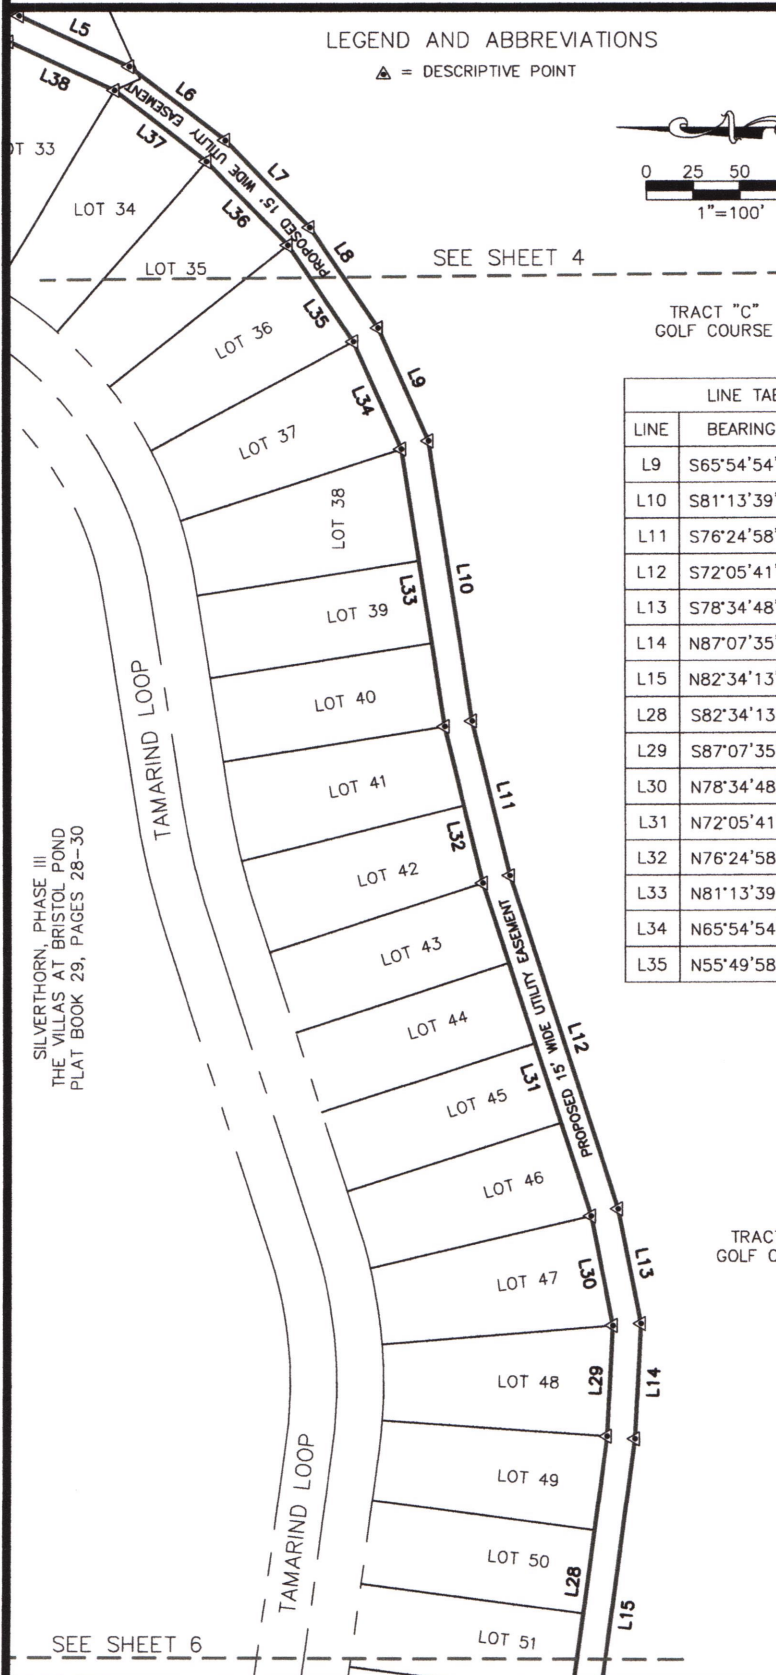 LEGEND AND ABBREVIATIONS
= DESCRIPTIVE POINT
0 25 50
1"=100'
L5
L38
L6
L37
PROPOSED 15' WIDE UTILITY EASEMENT
L7
L36
L8
L35
L9
L34
LOT 34
LOT 35
SEE SHEET 4
LOT 36
LOT 37
LOT 38
LOT 39
LOT 40
LOT 41
LOT 42
LOT 43
LOT 44
LOT 45
LOT 46
LOT 47
LOT 48
LOT 49
LOT 50
LOT 51
TRACT "C"
GOLF COURSE
LINE
BEARING
L9 S65°54'54"
L10 S81°13'39"
L11 S76°24'58"
L12 S72°05'41"
L13 S78°34'48"
L14 N87°07'35"
L15 N82°34'13"
L28 S82°34'13
L29 S87°07'35
L30 N78°34'48
L31 N72°05'41
L32 N76°24'58
L33 N81°13'39
L34 N65°54'54
L35 N55°49'58
L33
L10
L32
L11
PROPOSED 15' WIDE UTILITY EASEMENT
L31
L12
L30
L13
L29
L14
L28
L15
TAMARIND LOOP
SILVERTHORN, PHASE III
THE VILLAS AT BRISTOL POND
PLAT BOOK 29, PAGES 28-30
TAMARIND LOOP
SEE SHEET 6